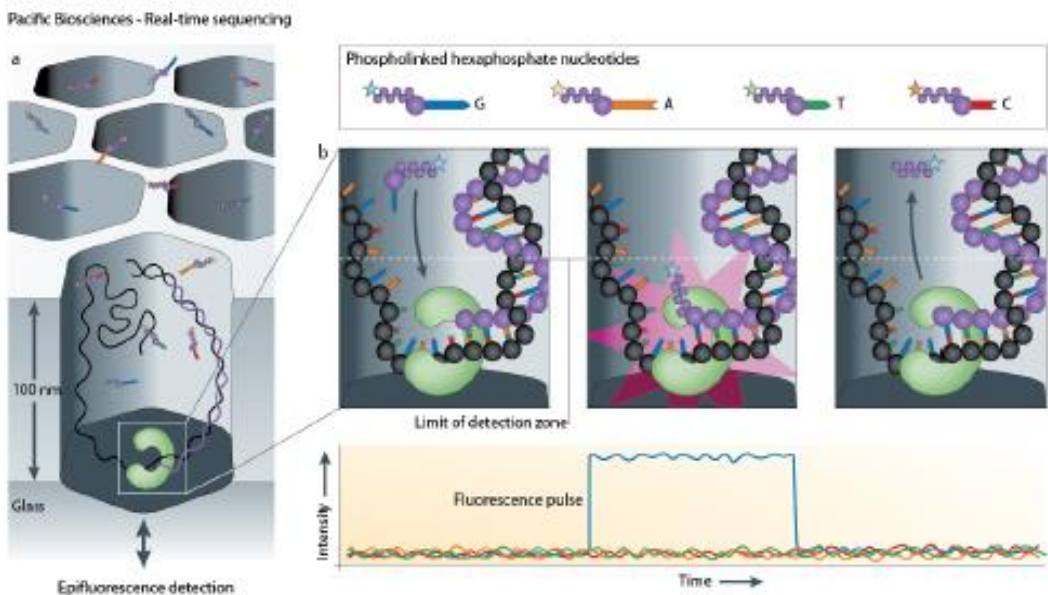 Pacific Biosciences - Real-time sequencing
a
Phospholinked hexaphosphate nucleotides
G
A
T
C
b
100 nm
Limit of detection zone
Glass
Fluorescence pulse
Intensity
Time
Epifluorescence detection